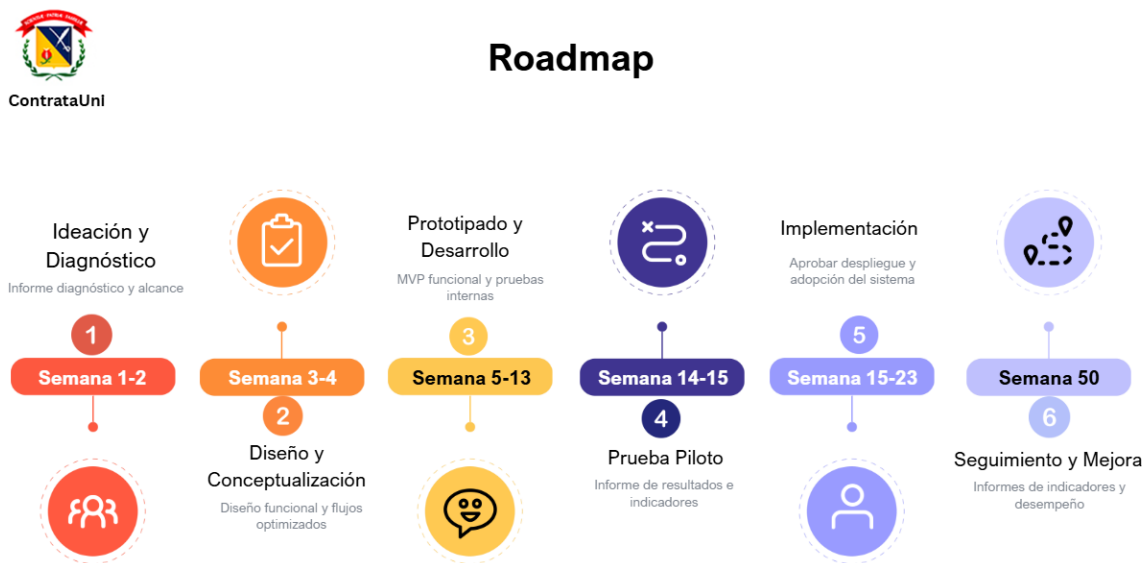 Roadmap
ContrataUnI
Ideación y
Diagnóstico
Informe diagnóstico y alcance
1
Semana 1-2
Semana 3-4
2
Diseño y
Conceptualización
Diseño funcional y flujos
optimizados
Prototipado y
Desarrollo
MVP funcional y pruebas
internas
3
Semana 5-13
Semana 14-15
4
Prueba Piloto
Informe de resultados e
indicadores
Implementación
Aprobar despliegue y
adopción del sistema
5
Semana 15-23
Semana 50
6
Seguimiento y Mejora
Informes de indicadores y
desempeño